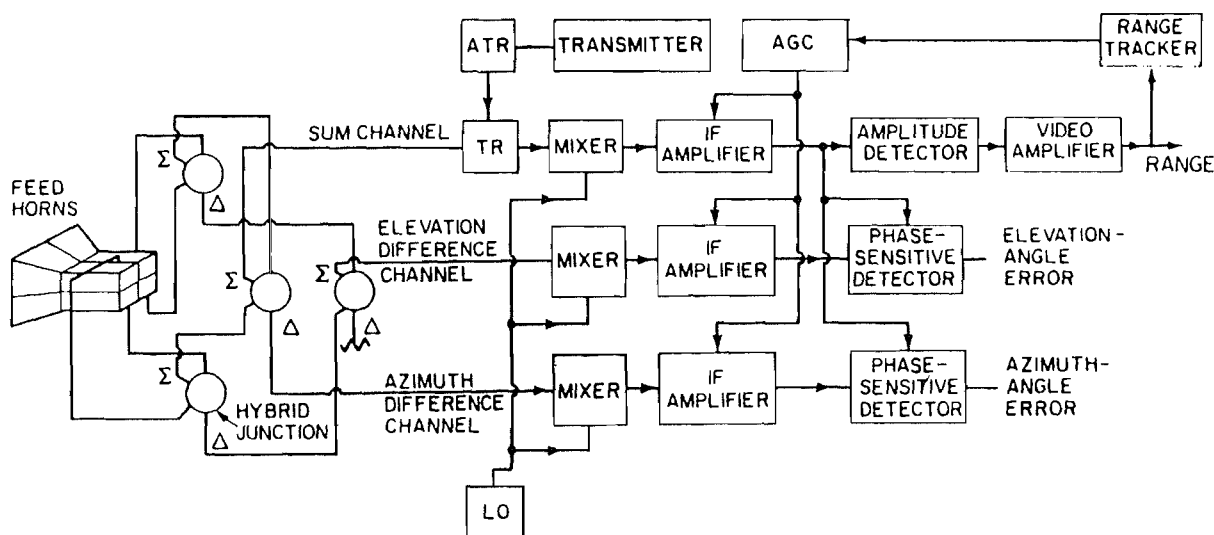 ATR
TRANSMITTER
AGC
RANGE
TRACKER
SUM CHANNEL
TR
MIXER
IF
AMPLIFIER
AMPLITUDE
DETECTOR
VIDEO
AMPLIFIER
RANGE
Σ
Δ
FEED
HORNS
ELEVATION
DIFFERENCE
CHANNEL
Σ
Δ
Σ
Δ
MIXER
IF
AMPLIFIER
PHASE-
SENSITIVE
DETECTOR
ELEVATION-
ANGLE
ERROR
Σ
Δ
HYBRID
JUNCTION
AZIMUTH
DIFFERENCE
CHANNEL
MIXER
IF
AMPLIFIER
PHASE-
SENSITIVE
DETECTOR
AZIMUTH-
ANGLE
ERROR
LO